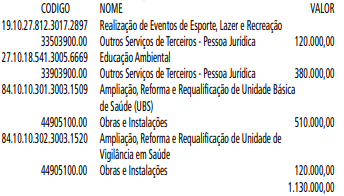 CODIGO NOME VALOR
19.10.27.812.3017.2897 Realização de Eventos de Esporte, Lazer e Recreação
33503900.00 Outros Serviços de Terceiros - Pessoa Jurídica 120.000,00
27.10.18.541.3005.6669 Educação Ambiental
33903900.00 Outros Serviços de Terceiros - Pessoa Jurídica 380.000,00
84.10.10.301.3003.1509 Ampliação, Reforma e Requalificação de Unidade Básica
de Saúde (UBS)
44905100.00 Obras e Instalações 510.000,00
84.10.10.302.3003.1520 Ampliação, Reforma e Requalificação de Unidade de
Vigilância em Saúde
44905100.00 Obras e Instalações 120.000,00
1.130.000,00